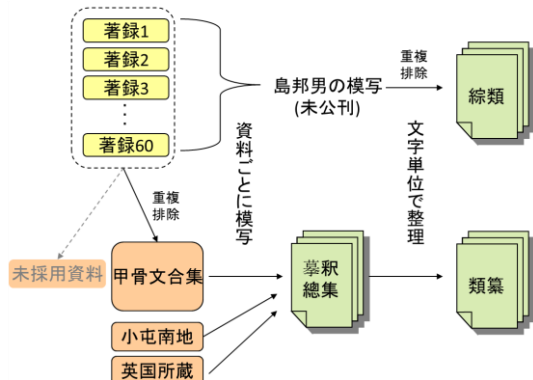 著録1
著録2
著録3
⋮
著録60
島邦男の模写
(未公刊)
重複
排除
綜類
資料ごとに模写
文字単位で整理
重複
排除
未採用資料
甲骨文合集
摹釈
總集
類纂
小屯南地
英国所蔵